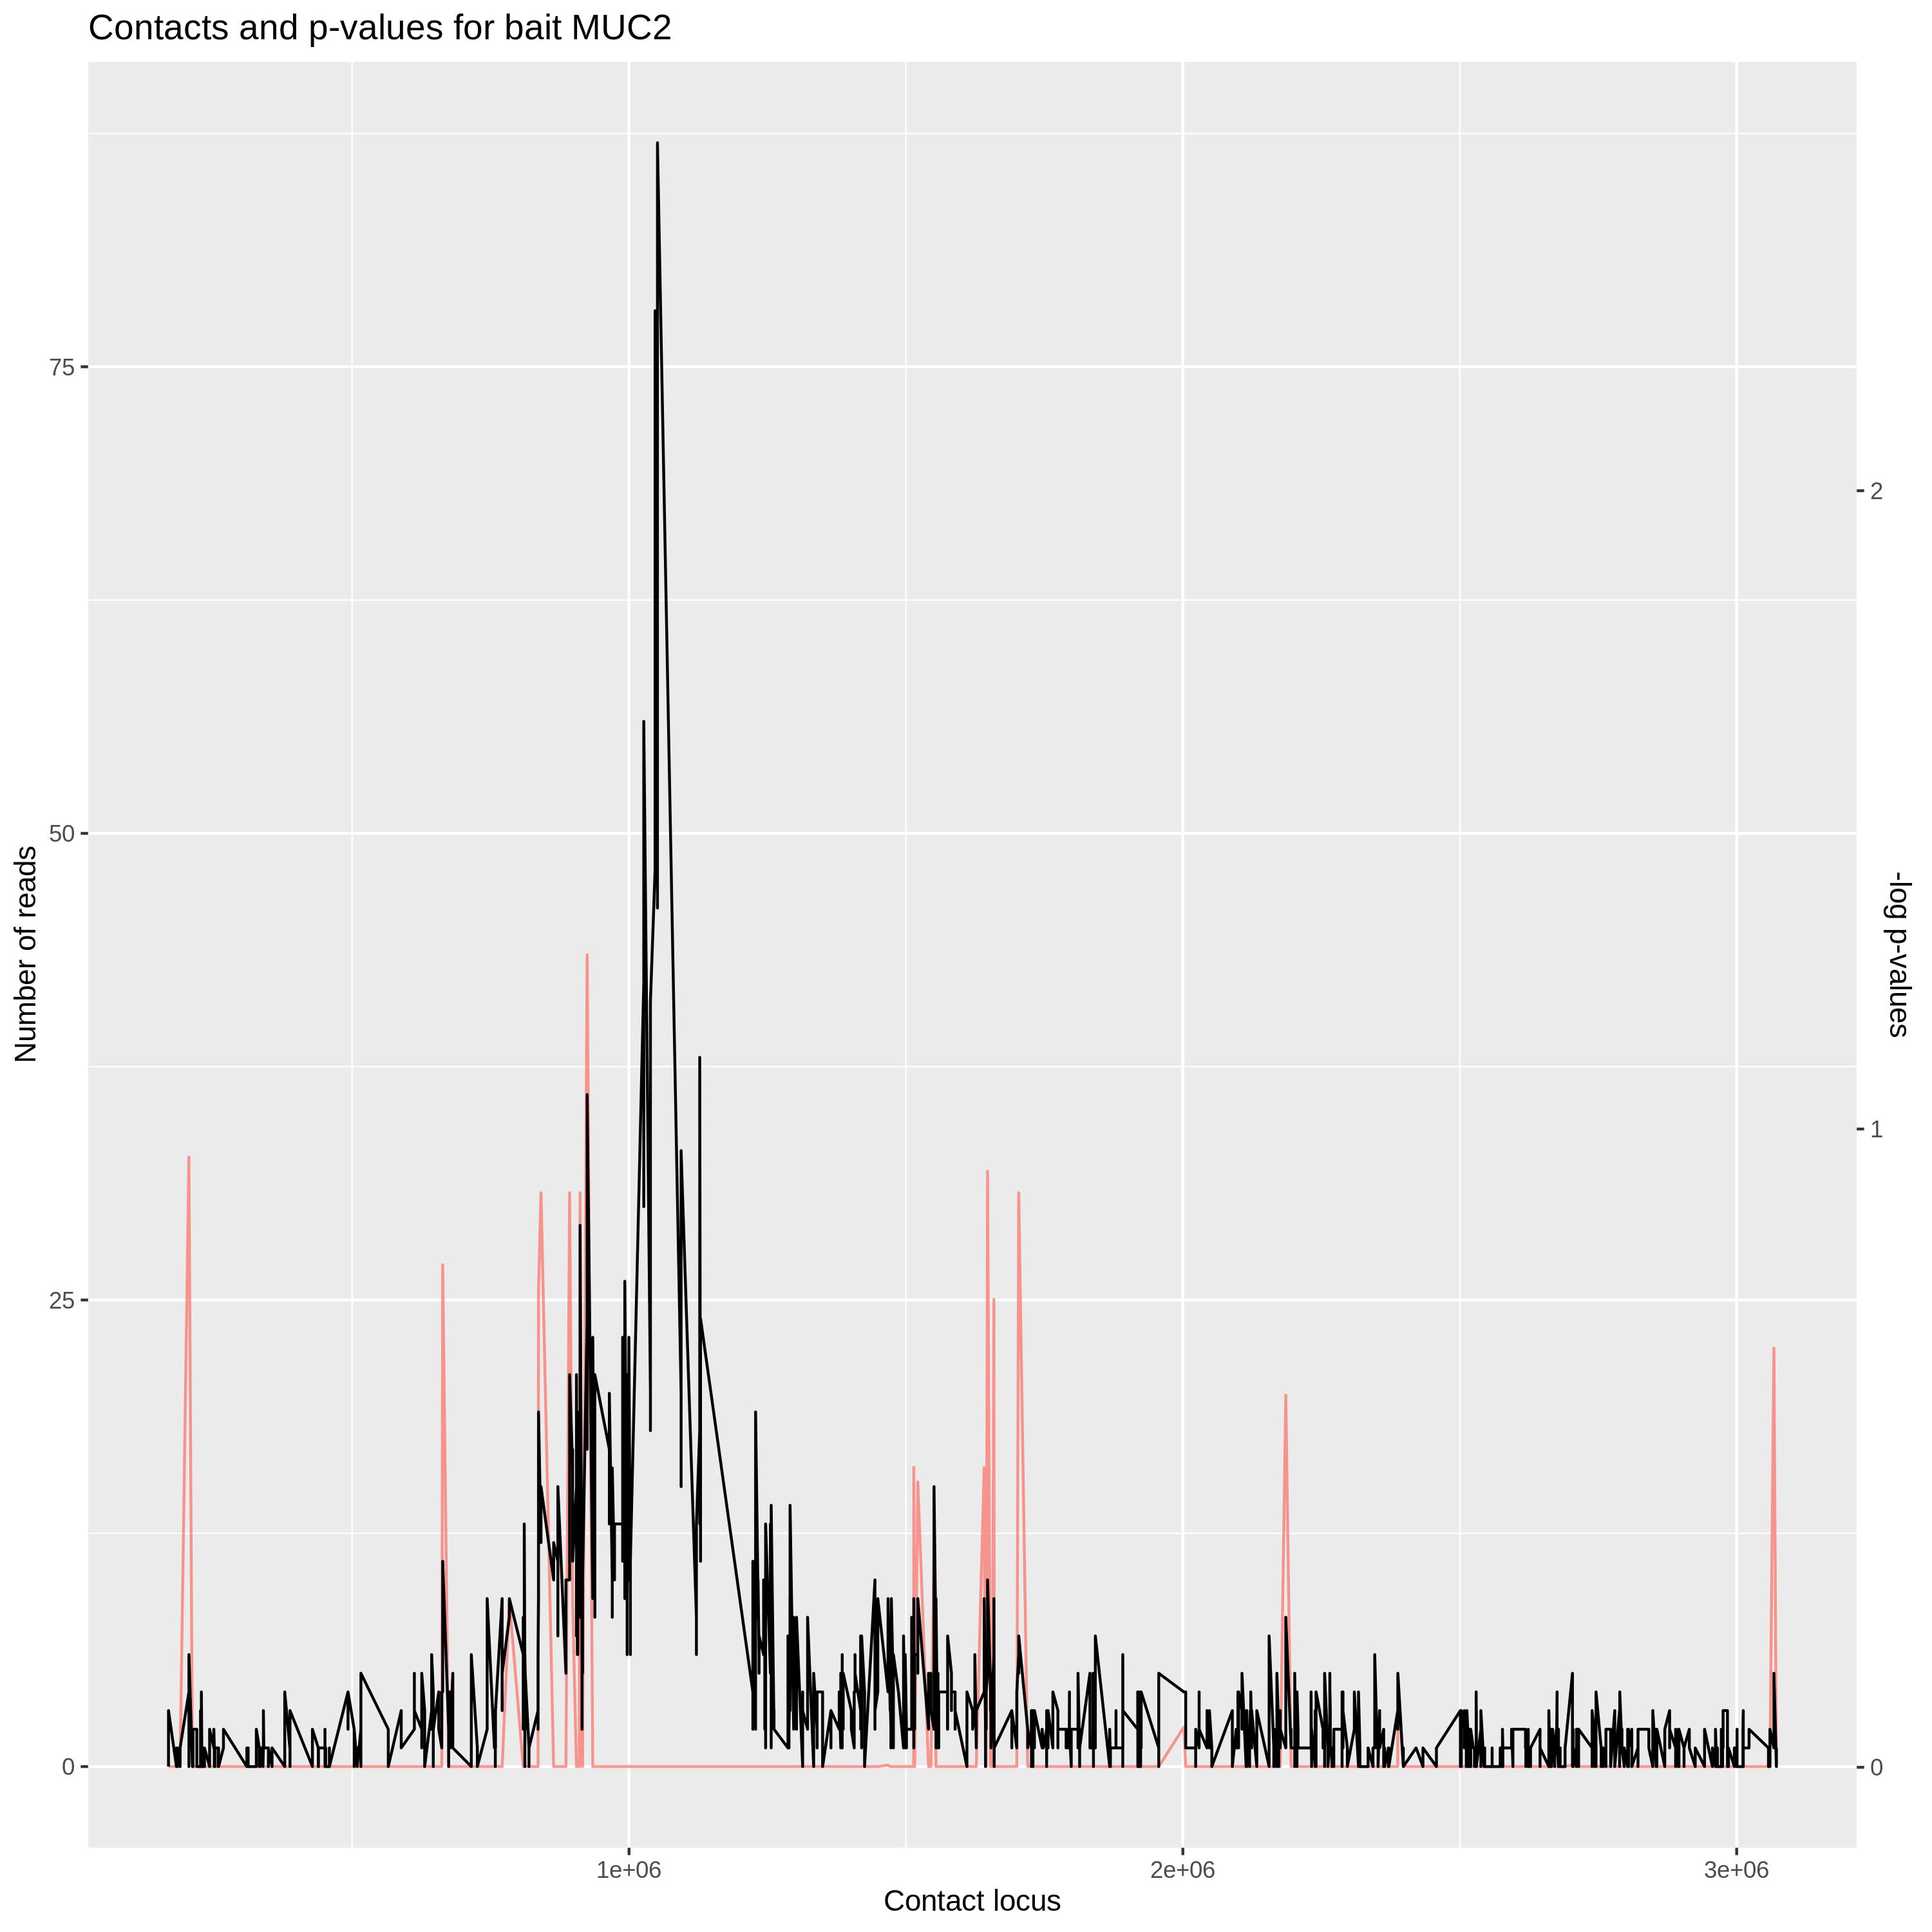 Contacts and p-values for bait MUC2
75
50
25
0
Number of reads
2
1
0
-log p-values
1e+06
2e+06
3e+06
Contact locus